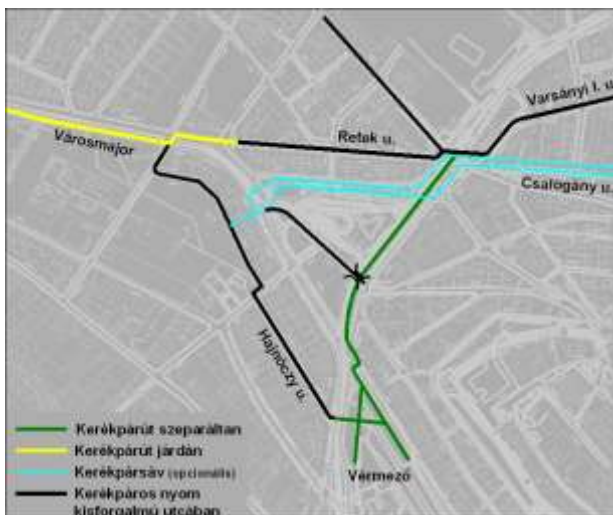 Varsányi I. u.
Városmajor
Retek u.
Csalogány u.
Hajnóczy u.
Kerékpárút szeparáltan
Kerékpárút járdán
Kerékpársáv (opcionális)
Vérmező
Kerékpáros nyom
kisforgalmú utcában